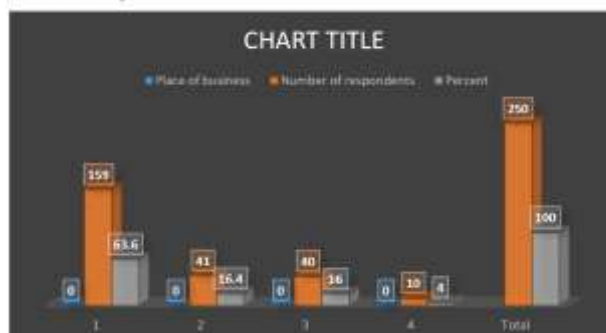 CHART TITLE
Place of business Number of respondents Percent
250
159
100
63.6
41 40
16.4 16
0 0 0 0 10 4
1 2 3 4 Total